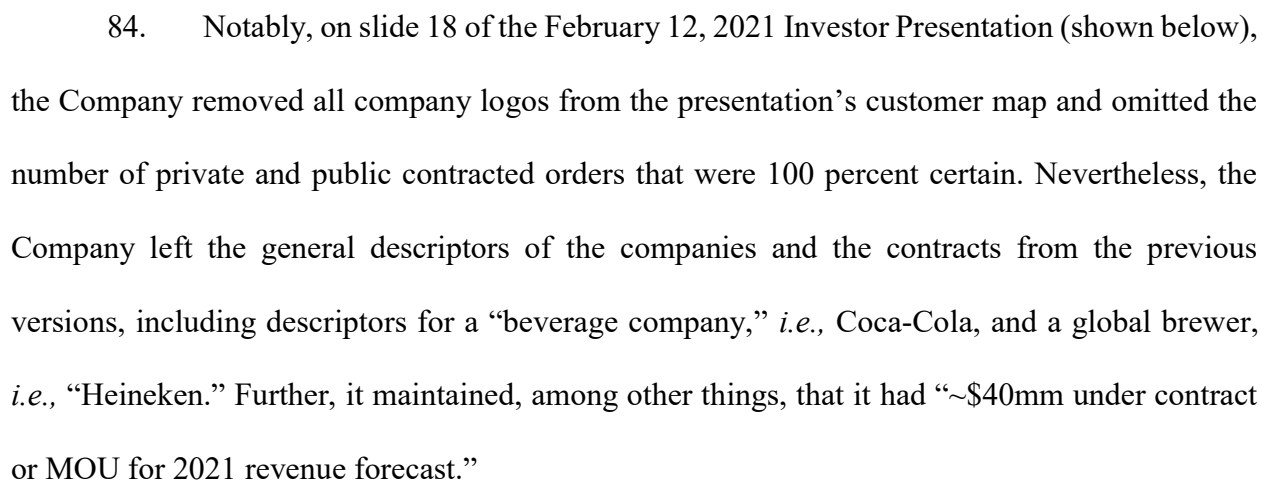 84. Notably, on slide 18 of the February 12, 2021 Investor Presentation (shown below),
the Company removed all company logos from the presentation’s customer map and omitted the
number of private and public contracted orders that were 100 percent certain. Nevertheless, the
Company left the general descriptors of the companies and the contracts from the previous
versions, including descriptors for a “beverage company,” i.e., Coca-Cola, and a global brewer,
i.e., “Heineken.” Further, it maintained, among other things, that it had “~$40mm under contract
or MOU for 2021 revenue forecast.”